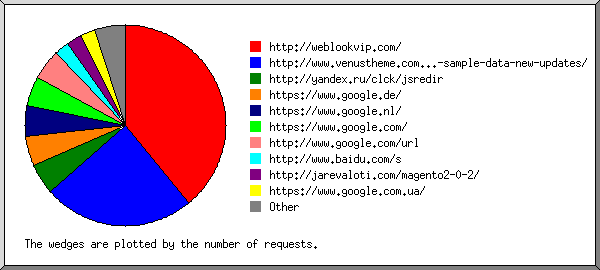 http://weblookvip.com/
http://www.venustheme.com...-sample-data-new-updates/
http://yandex.ru/clck/jsredir
https://www.google.de/
https://www.google.nl/
https://www.google.com/
http://www.google.com/url
http://www.baidu.com/s
http://jarevaloti.com/magento2-0-2/
https://www.google.com.ua/
Other
The wedges are plotted by the number of requests.